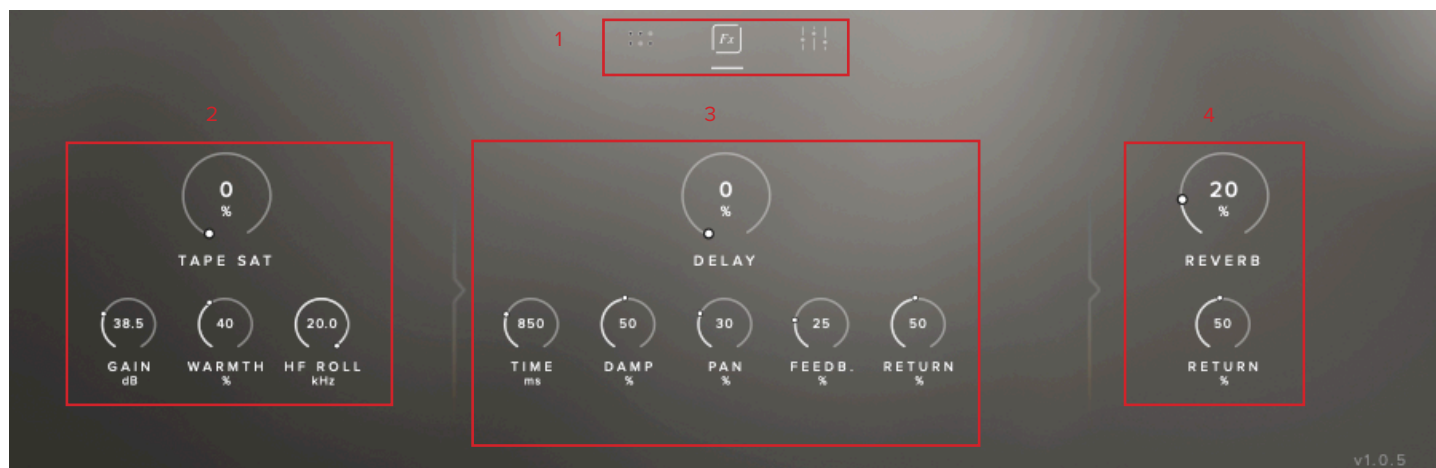 1
Fx
2
3
4
0
%
TAPE SAT
38.5
GAIN
dB
40
WARMTH
%
20.0
HF ROLL
kHz
0
%
DELAY
850
TIME
ms
50
DAMP
%
30
PAN
%
25
FEEDB.
%
50
RETURN
%
20
%
REVERB
50
RETURN
%
v1.0.5